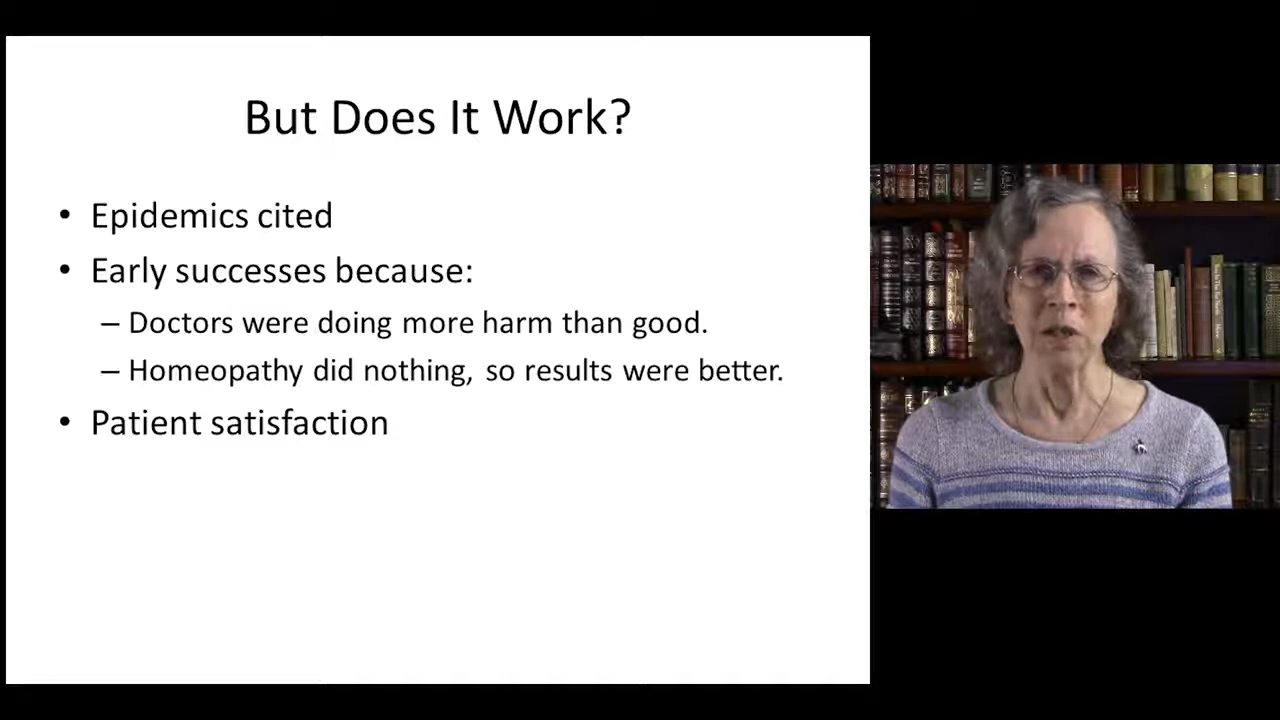 But Does It Work?
• Epidemics cited
• Early successes because:
– Doctors were doing more harm than good.
– Homeopathy did nothing, so results were better.
• Patient satisfaction